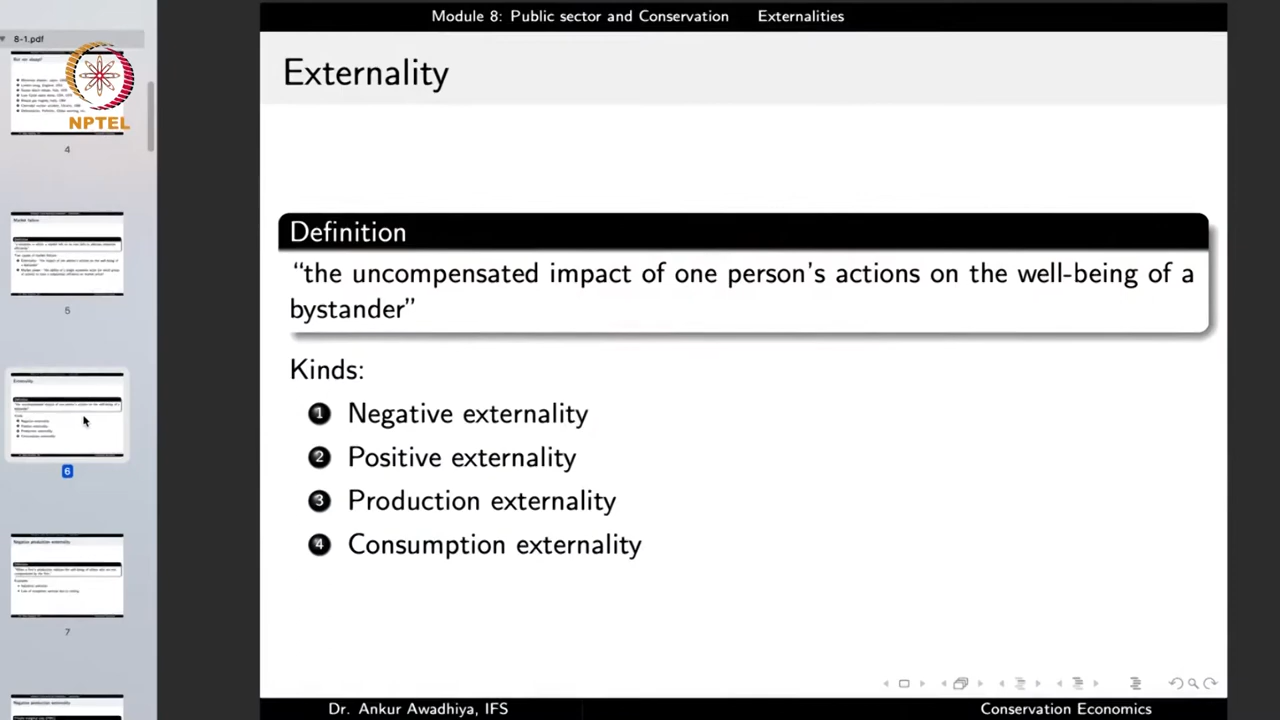 Module 8: Public sector and Conservation Externalities
8-1.pdf
Externality
NPTEL
Definition
“the uncompensated impact of one person’s actions on the well-being of a
bystander”
Kinds:
1 Negative externality
2 Positive externality
3 Production externality
4 Consumption externality
4
5
6
7
Dr. Ankur Awadhiya, IFS Conservation Economics